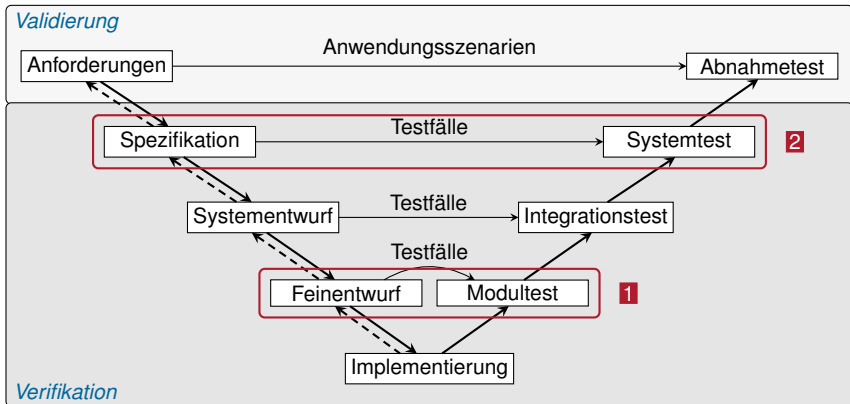 Validierung
Anwendungsszenarien
Anforderungen
Abnahmetest
Testfälle
Spezifikation
Systemtest
2
Testfälle
Systementwurf
Integrationstest
Testfälle
Feinentwurf
Modultest
1
Implementierung
Verifikation